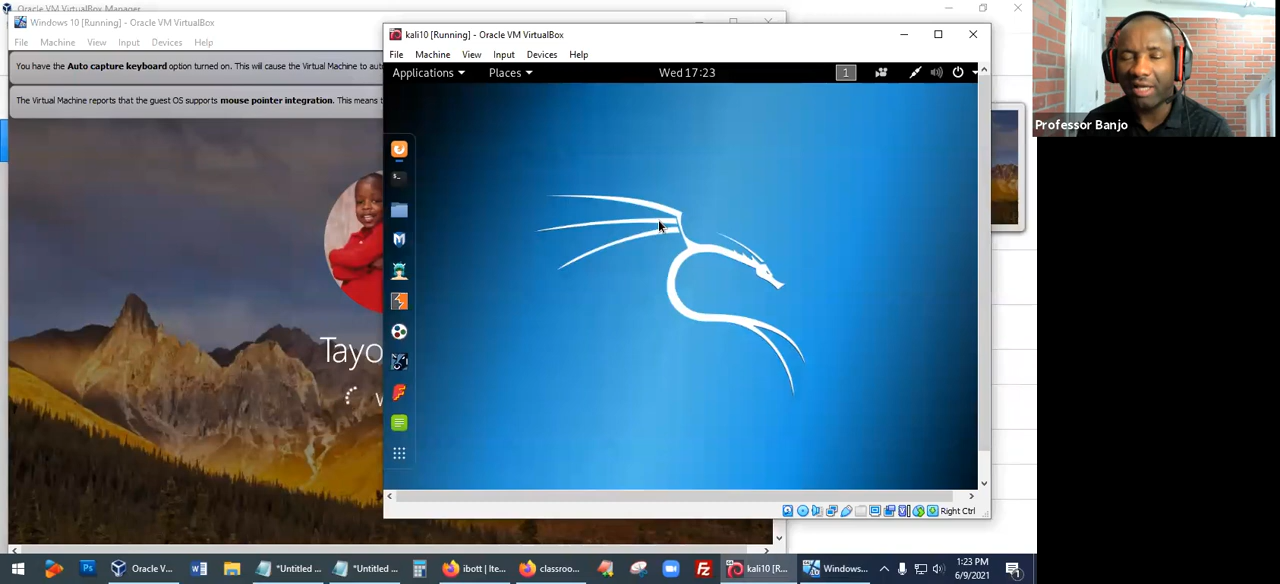 Oracle VM VirtualBox Manager
Windows 10 [Running] - Oracle VM VirtualBox
File Machine View Input Devices Help
You have the Auto capture keyboard option turned on. This will cause the Virtual Machine to
The Virtual Machine reports that the guest OS supports mouse pointer integration. This means
Tayo
kali10 [Running] - Oracle VM VirtualBox
File Machine View Input Devices Help
Applications Places Wed 17:23 1
Right Ctrl
Professor Banjo
Oracle V...
*Untitled ...
*Untitled ...
ibott | Ite...
classroo...
kali10 [R...
Windows...
1:23 PM
6/9/2021
1